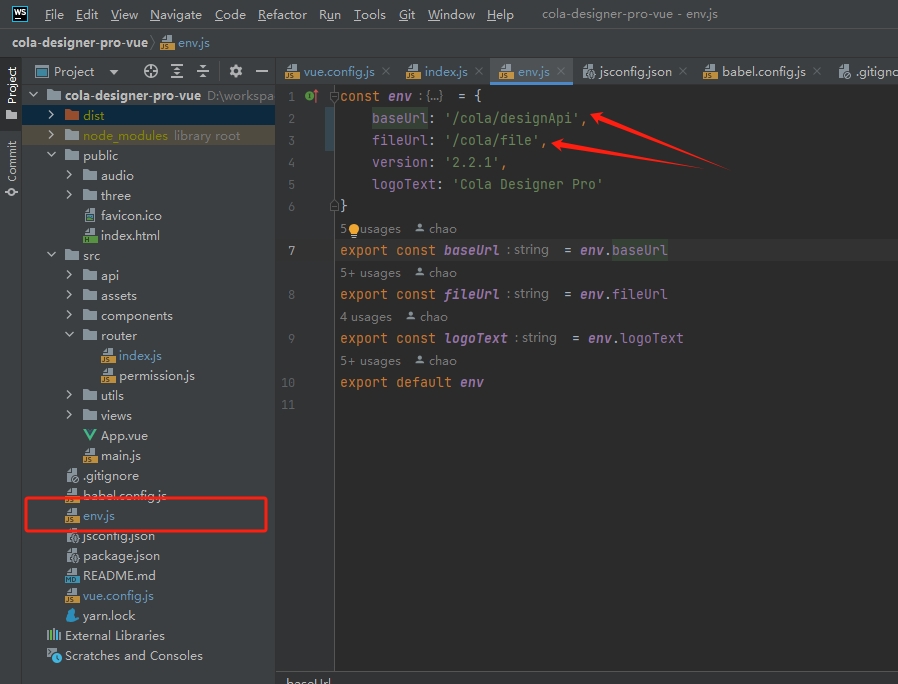 WS File Edit View Navigate Code Refactor Run Tools Git Window Help cola-designer-pro-vue - env.js
cola-designer-pro-vue env.js
Project
Commit
Project
vue.config.js index.js env.js jsconfig.json babel.config.js .gitignor
cola-designer-pro-vue D:\workspa
dist
node_modules library root
public
audio
three
favicon.ico
index.html
src
api
assets
components
router
index.js
permission.js
utils
views
App.vue
main.js
.gitignore
babel.config.js
env.js
jsconfig.json
package.json
README.md
vue.config.js
yarn.lock
External Libraries
Scratches and Consoles
1 const env : {...} = {
2 baseUrl: '/cola/designApi',
3 fileUrl: '/cola/file',
4 version: '2.2.1',
5 logoText: 'Cola Designer Pro'
6 }
usages chao
7 export const baseUrl : string = env.baseUrl
5+ usages chao
8 export const fileUrl : string = env.fileUrl
4 usages chao
9 export const logoText : string = env.logoText
5+ usages chao
10 export default env
11
baseUrl